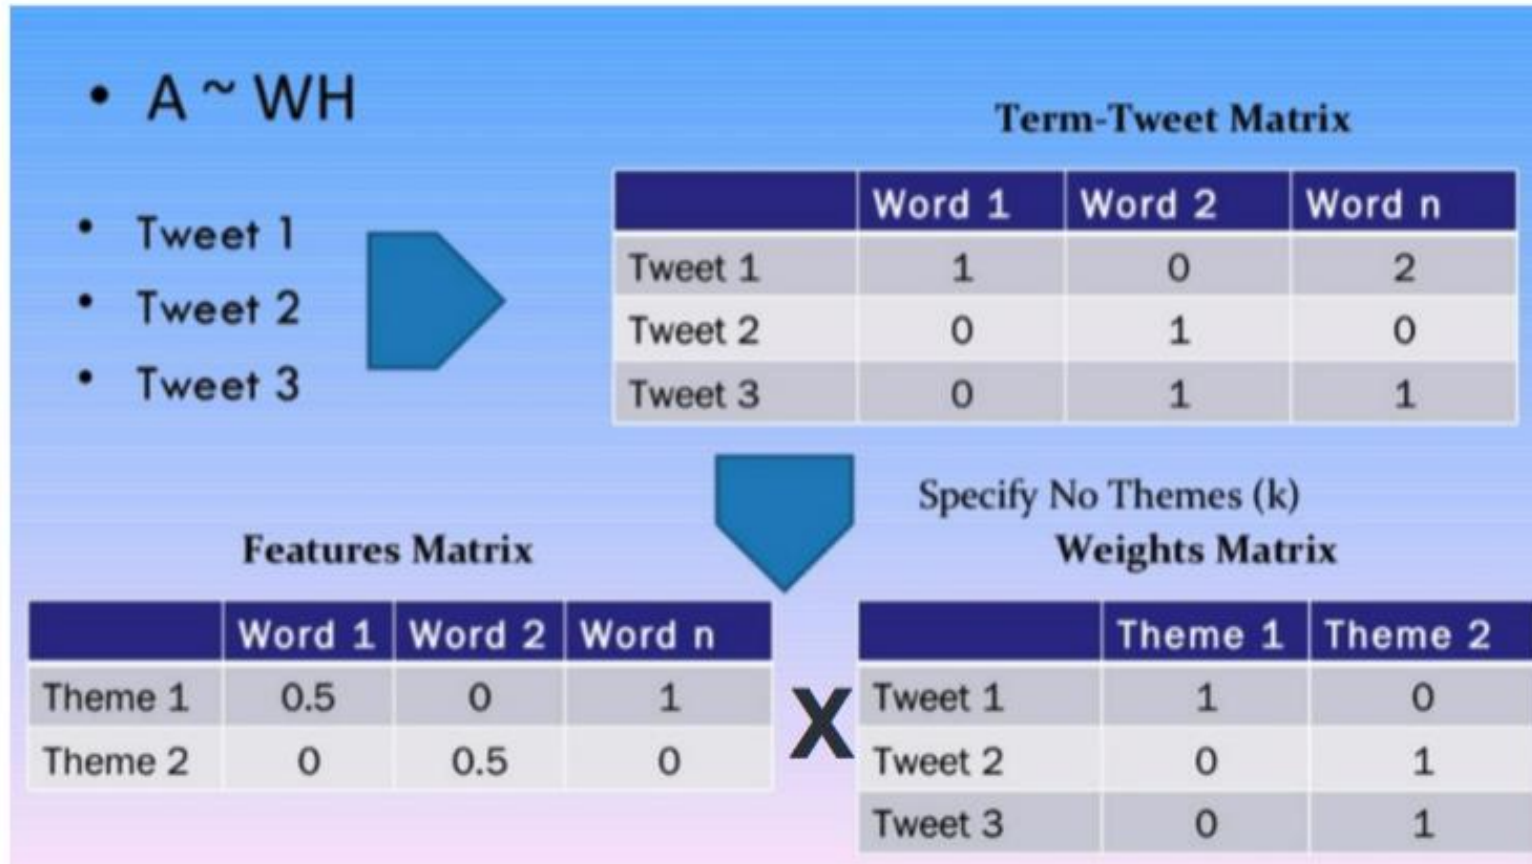 • A ~ WH
• Tweet 1
• Tweet 2
• Tweet 3
Term-Tweet Matrix
Word 1 Word 2 Word n
Tweet 1 1 0 2
Tweet 2 0 1 0
Tweet 3 0 1 1
Specify No Themes (k)
Features Matrix
Word 1 Word 2 Word n
Theme 1 0.5 0 1
Theme 2 0 0.5 0
X
Weights Matrix
Theme 1 Theme 2
Tweet 1 1 0
Tweet 2 0 1
Tweet 3 0 1